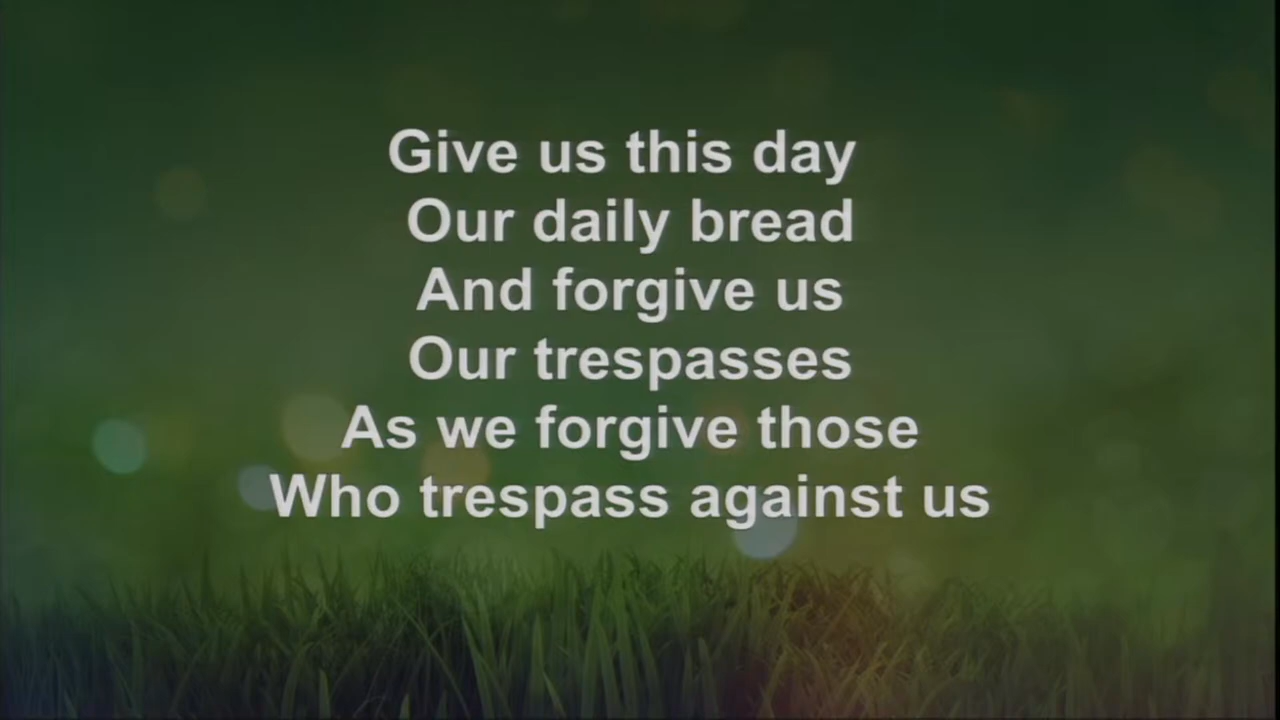 Give us this day
Our daily bread
And forgive us
Our trespasses
As we forgive those
Who trespass against us